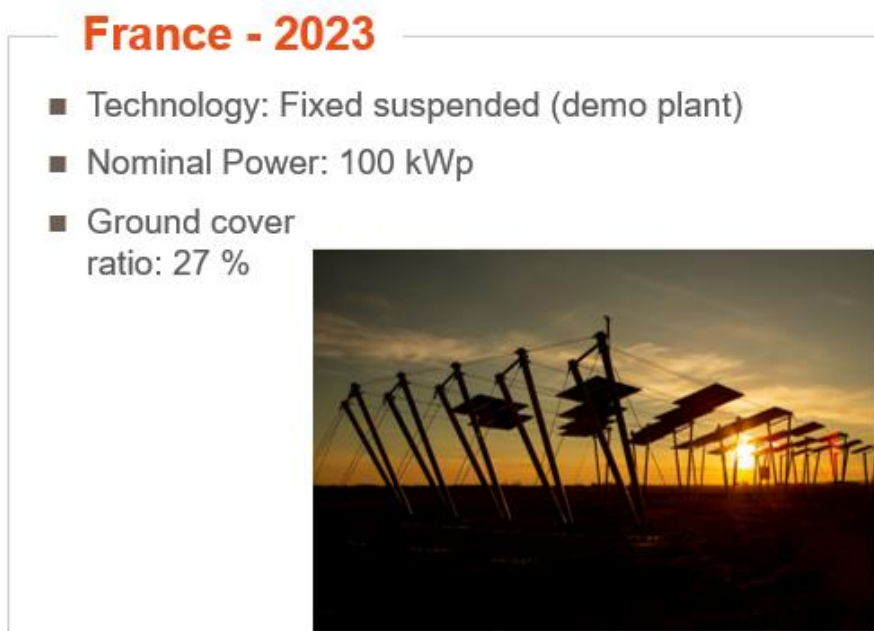 France - 2023
■ Technology: Fixed suspended (demo plant)
■ Nominal Power: 100 kWp
■ Ground cover
ratio: 27 %